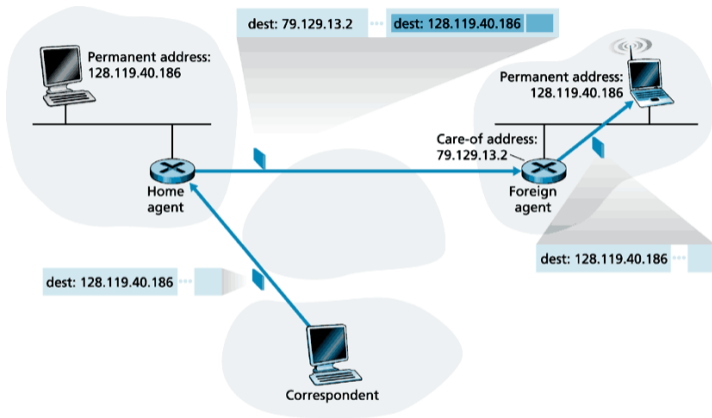 dest: 79.129.13.2 ··· dest: 128.119.40.186
Permanent address:
128.119.40.186
Permanent address:
128.119.40.186
Care-of address:
79.129.13.2
Home
agent
Foreign
agent
dest: 128.119.40.186 ···
dest: 128.119.40.186 ···
Correspondent